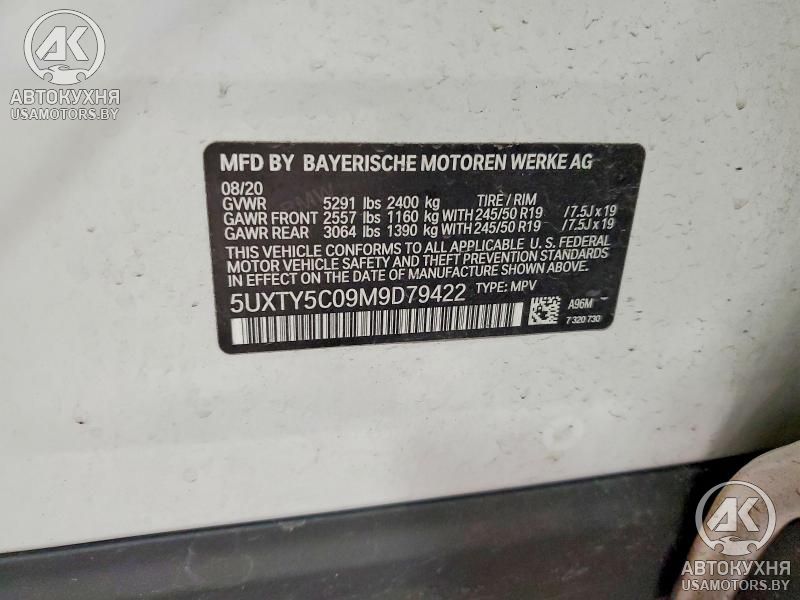 AK
АВТОКУХНЯ
USAMOTORS.BY
MFD BY BAYERISCHE MOTOREN WERKE AG
08/20
GVWR 5291 lbs 2400 kg TIRE / RIM
GAWR FRONT 2557 lbs 1160 kg WITH 245/50 R19 /7.5J x 19
GAWR REAR 3064 lbs 1390 kg WITH 245/50 R19 /7.5J x 19
THIS VEHICLE CONFORMS TO ALL APPLICABLE U. S. FEDERAL
MOTOR VEHICLE SAFETY AND THEFT PREVENTION STANDARDS
IN EFFECT ON THE DATE OF MANUFACTURE SHOWN ABOVE.
5UXTY5C09M9D79422 TYPE: MPV
A96M
7 320 730
AK
АВТОКУХНЯ
USAMOTORS.BY